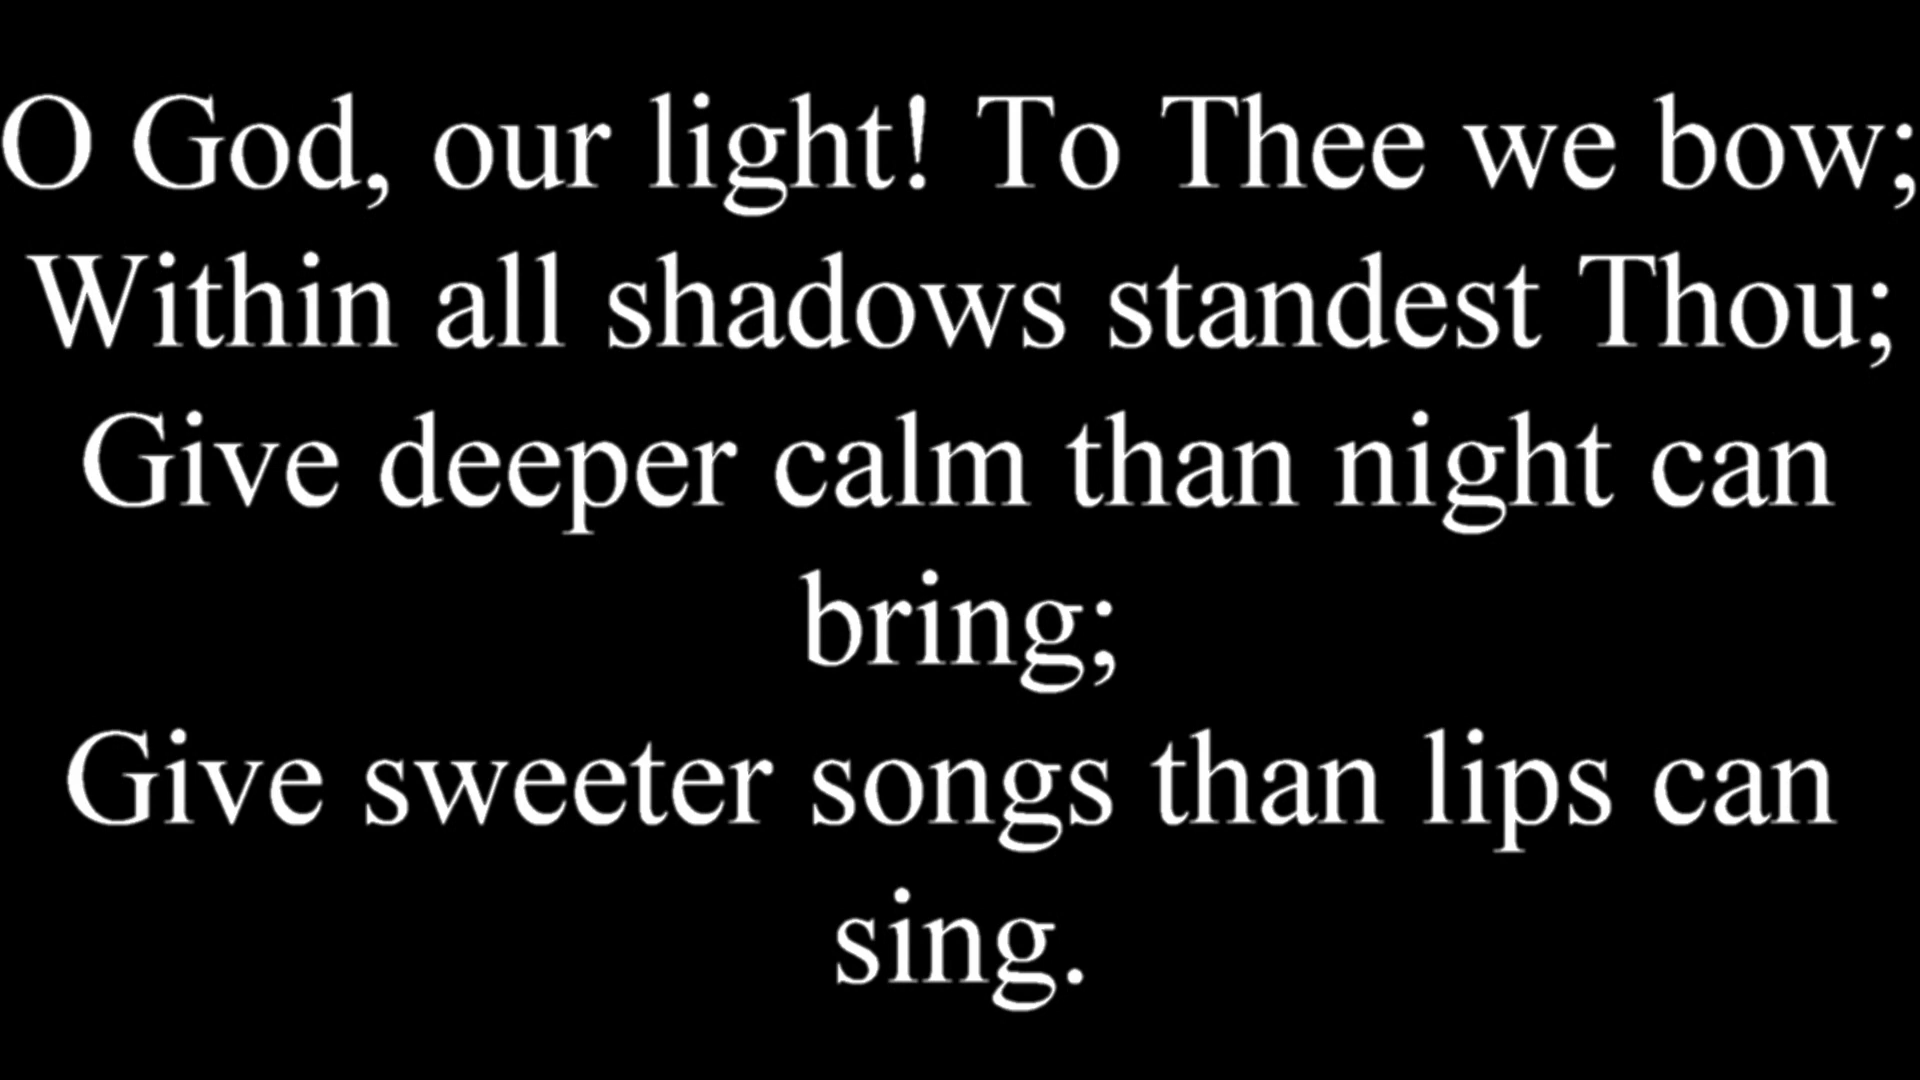 O God, our light! To Thee we bow;
Within all shadows standest Thou;
Give deeper calm than night can
bring;
Give sweeter songs than lips can
sing.